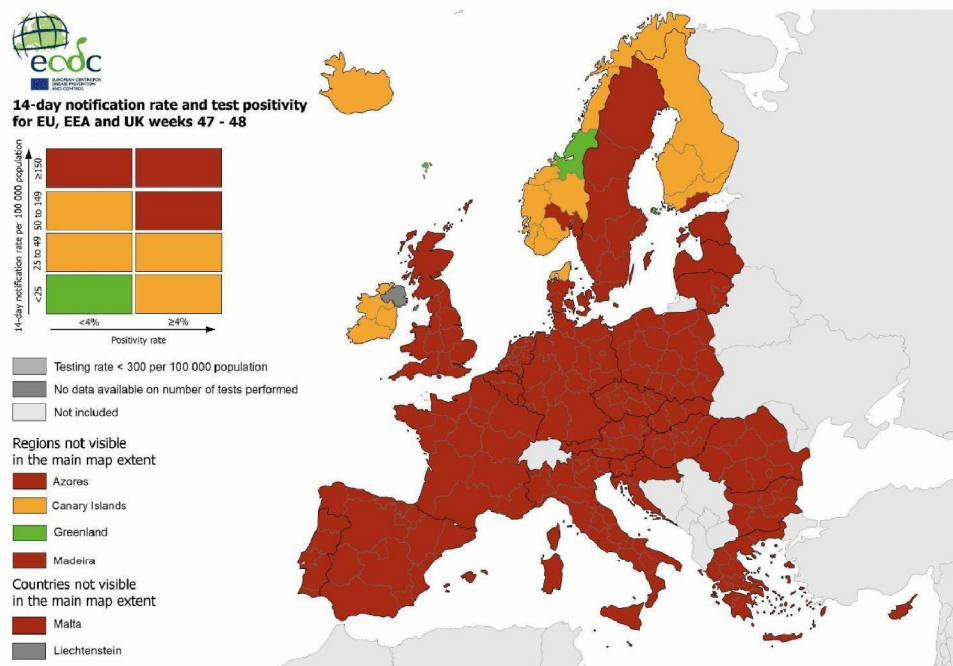 ecdc
EUROPEAN CENTRE FOR
DISEASE PREVENTION
AND CONTROL
14-day notification rate and test positivity
for EU, EEA and UK weeks 47 - 48
14-day notification rate per 100 000 population
≥150
50 to 149
25 to 49
<25
<4%
≥4%
Positivity rate
Testing rate < 300 per 100 000 population
No data available on number of tests performed
Not included
Regions not visible
in the main map extent
Azores
Canary Islands
Greenland
Madeira
Countries not visible
in the main map extent
Malta
Liechtenstein